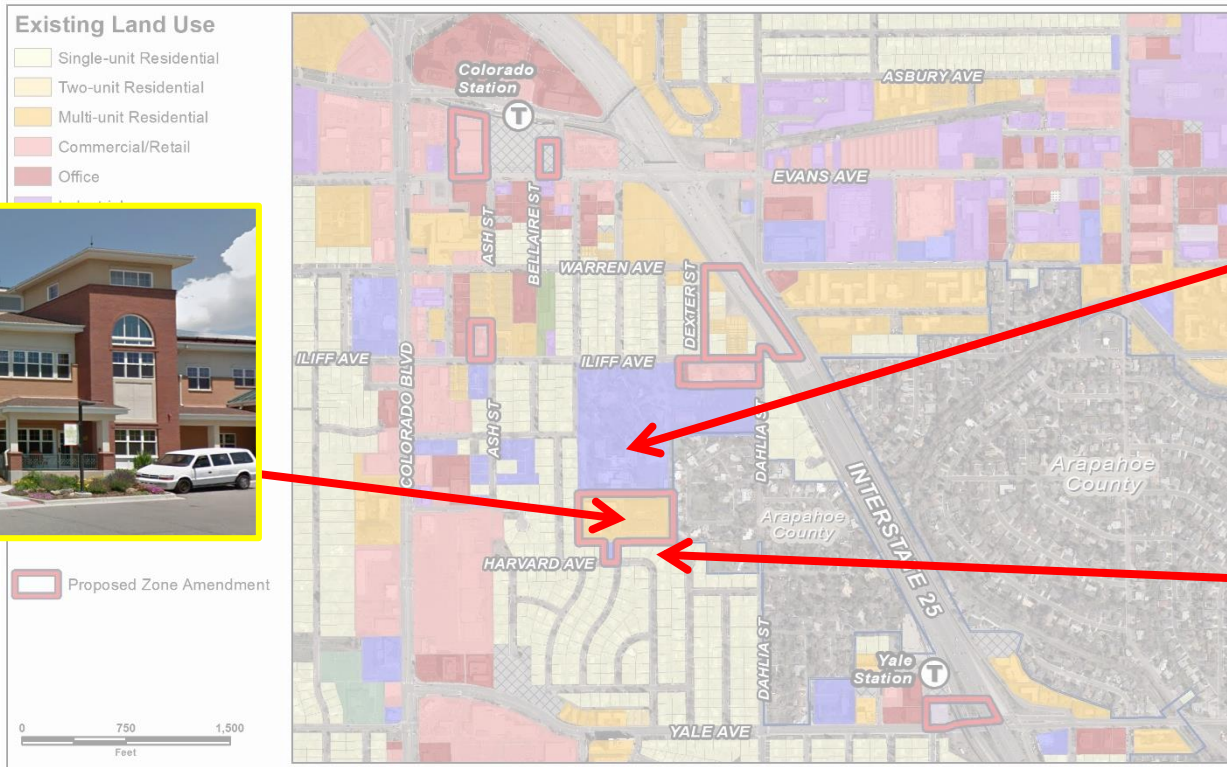 Existing Land Use
Single-unit Residential
Two-unit Residential
Multi-unit Residential
Commercial/Retail
Office
Proposed Zone Amendment
0 750 1,500
Feet
Colorado
Station
T
ASBURY AVE
EVANS AVE
ASH ST
BELLAIRE ST
WARREN AVE
DEXTER ST
ILIFF AVE
ILIFF AVE
COLORADO BLVD
ASH ST
DAHLIA ST
INTERSTATE 25
Arapahoe
County
Arapahoe
County
HARVARD AVE
DAHLIA ST
Yale
Station
T
YALE AVE